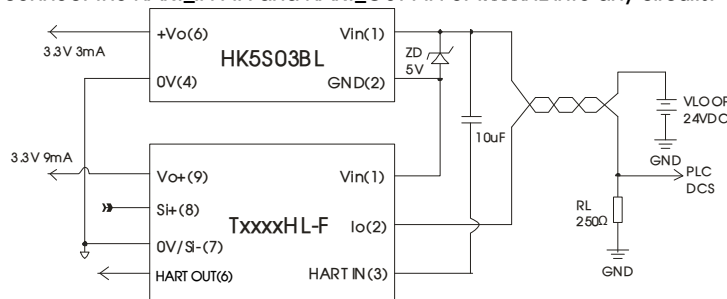 +Vo(6)
Vin(1)
3.3V 3mA
HK5S03BL
ZD
5V
0V(4)
GND(2)
VLOOP
24VDC
10uF
GND
3.3V 9mA
Vo+(9)
Vin(1)
PLC
DCS
Si+(8)
TxxxxHL-F
Io(2)
RL
250Ω
0V/Si-(7)
HART OUT(6)
HART IN(3)
GND